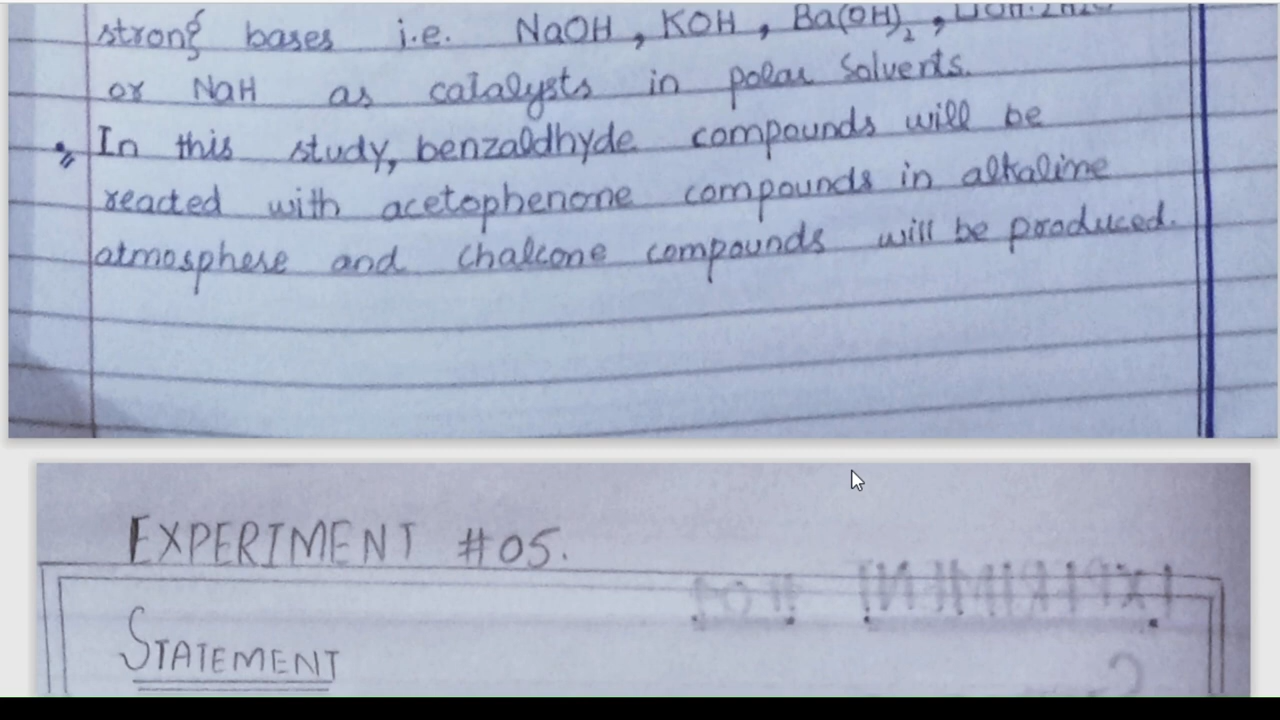 strong bases i.e. NaOH, KOH, Ba(OH)₂,
or NaH as catalysts in polar solvents.
In this study, benzaldhyde compounds will be
reacted with acetophenone compounds in alkaline
atmosphere and chalcone compounds will be produced.
EXPERIMENT #05.
STATEMENT